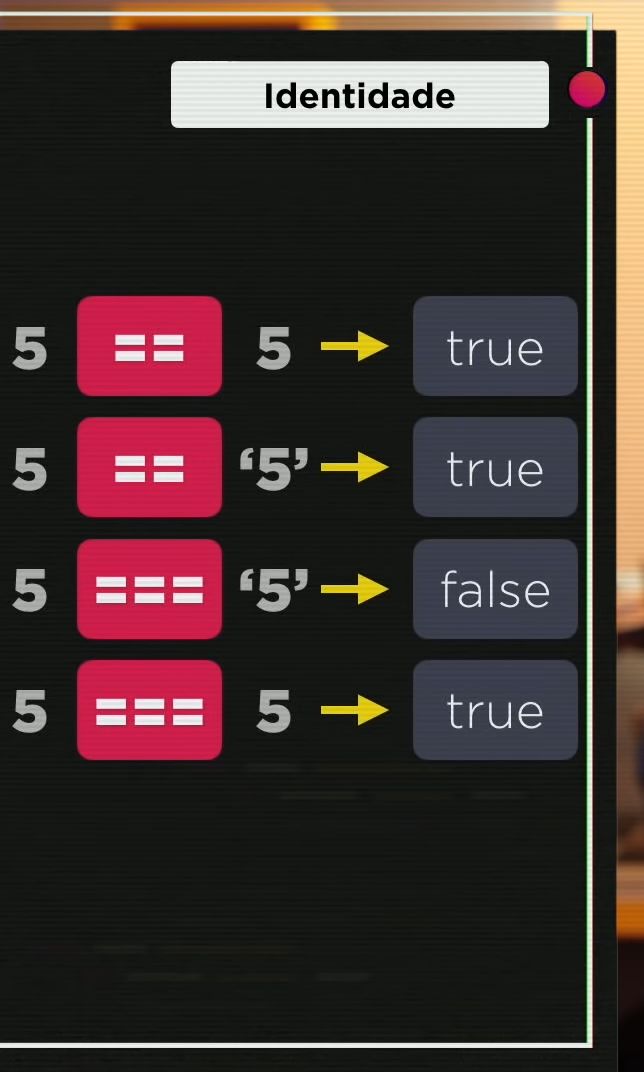 Identidade
5 == 5 → true
5 == ‘5’ → true
5 === ‘5’ → false
5 === 5 → true